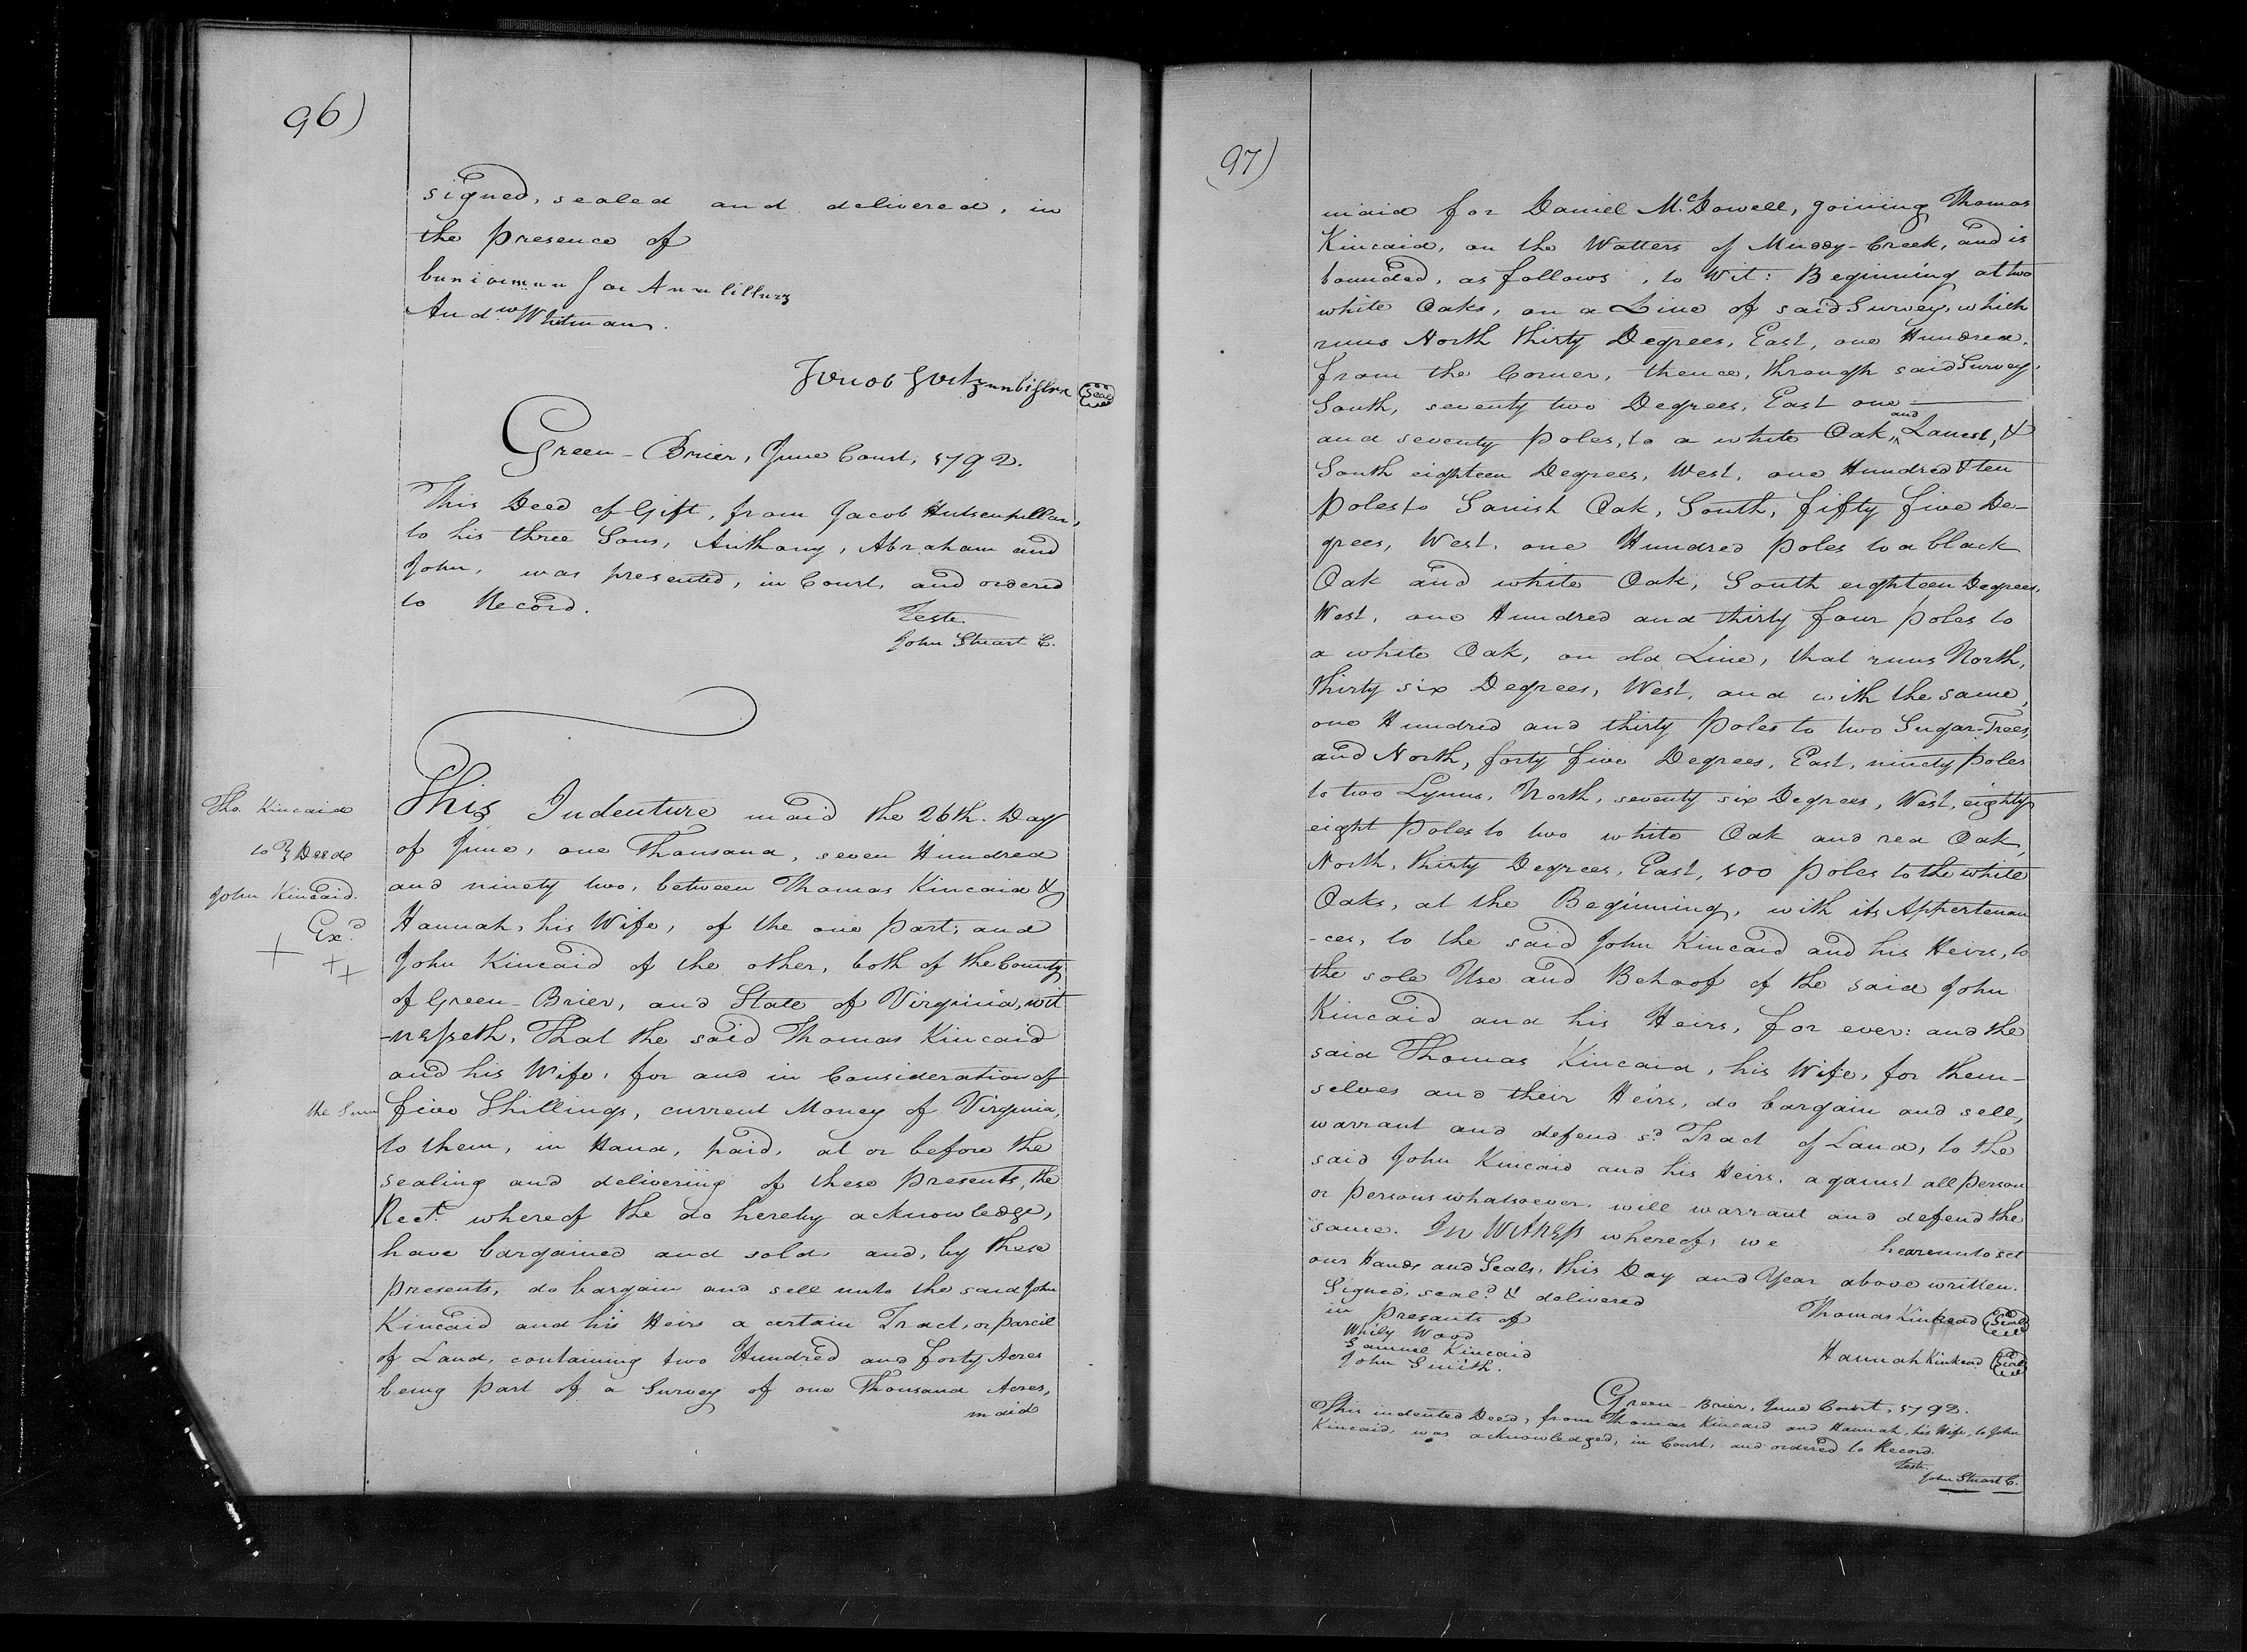 96)
signed, sealed and delivered, in
the presence of
Andw Whitman.
Seal
Green-Brier, June Court, 1792.
This Deed of Gift, from Jacob Hutsenpillar,
to his three Sons, Anthony, Abraham and
John, was presented, in Court, and ordered
to Record.
Teste
John Stuart C.
Tho Kincaid
to } Deed
John Kincaid.
Exd
This Indenture maid the 26th. Day
of June, one Thousand, seven Hundred
and ninety two, between Thomas Kincaid &
Hannah, his Wife, of the one Part; and
John Kincaid of the other, both of the County
of Green-Brier, and State of Virginia, wit
-nesseth, That the said Thomas Kincaid
and his Wife, for and in Consideration of
the Sum five Shillings, current Money of Virginia,
to them, in Hand, paid, at or before the
sealing and delivering of these Presents, the
Rect. whereof the do hereby acknowledge,
have bargained and sold, and, by these
presents, do bargain and sell unto the said John
Kincaid and his Heirs a certain Tract, or parcil
of Land, containing two Hundred and forty Acres
being part of a Survey of one Thousand Acres,
maid
97)
maid for Daniel McDowell, joining Thomas
Kincaid, on the Watters of Muddy-Creek, and is
bounded, as follows, to Wit: Beginning at two
white Oaks, on a Line of said Survey, which
runs North thirty Degrees, East, one Hundred,
from the Corner, thence, through said Survey,
South, seventy two Degrees, East one ———
and seventy poles, to a white Oak, and &
South eighteen Degrees, West, one Hundred & ten
Poles to Sanish Oak, South, fifty five De-
grees, West, one Hundred Poles to a black
Oak and white Oak, South eighteen Degrees,
West, one Hundred and thirty four Poles to
a white Oak, on old Line, that runs North,
thirty six Degrees, West, and with the same,
one Hundred and thirty Poles to two Sugar-Trees,
and North, forty five Degrees, East, ninety Poles
to two Lynns, North, seventy six Degrees, West, eighty
eight Poles to two white Oak and red Oak,
North, thirty Degrees, East, 100 Poles to the white
Oaks, at the Beginning, with its Appertenan
-ces, to the said John Kincaid and his Heirs, to
the sole Use and Behoof of the said John
Kincaid and his Heirs, for ever: and the
said Thomas Kincaid, his Wife, for them-
selves and their Heirs, do bargain and sell,
warrant and defend sd Tract of Land, to the
said John Kincaid and his Heirs, against all Person
or Persons whatsoever, will warrant and defend the
same. In Witness whereof, we hearunto set
our Hands and Seals, this Day and Year above written.
Signed, seald. & delivered
in presants of
Whily Wood
Samuel Kincaid
John Smith.
Thomas Kinkead Seal
Hannah Kinkead Seal
Green-Brier, June Court, 1792.
This indented Deed, from Thomas Kincaid and Hannah, his Wife, to John
Kincaid, was acknowledged, in Court, and ordered to Record.
Teste.
John Stuart C.